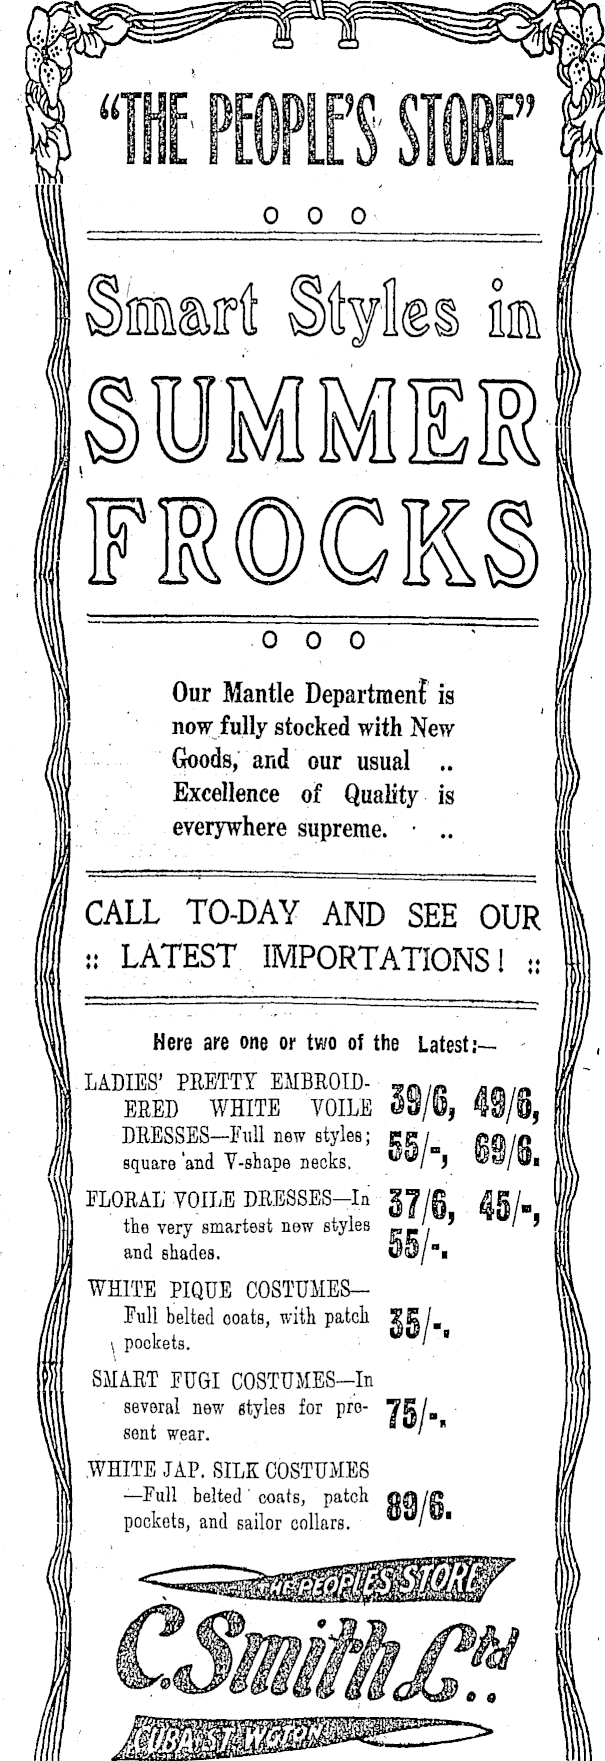 "THE PEOPLE'S STORE"
o o o
Smart Styles in
SUMMER
FROCKS
o o o
Our Mantle Department is
now fully stocked with New
Goods, and our usual ..
Excellence of Quality is
everywhere supreme. ..
CALL TO-DAY AND SEE OUR
:: LATEST IMPORTATIONS! ::
Here are one or two of the Latest:—
LADIES' PRETTY EMBROID-
ERED WHITE VOILE
DRESSES—Full new styles;
square and V-shape necks.
39/6, 49/6,
55/-, 69/6.
FLORAL VOILE DRESSES—In
the very smartest new styles
and shades.
37/6, 45/-,
55/-.
WHITE PIQUE COSTUMES—
Full belted coats, with patch
pockets.
35/-.
SMART FUGI COSTUMES—In
several new styles for pre-
sent wear.
75/-.
WHITE JAP. SILK COSTUMES
—Full belted coats, patch
pockets, and sailor collars.
89/6.
THE PEOPLES STORE
C. Smith Ltd..
CUBA ST. WGTON